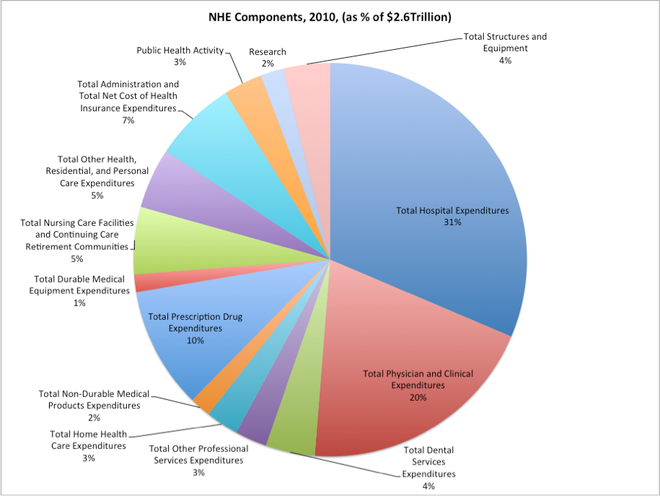 NHE Components, 2010, (as % of $2.6Trillion)
Total Structures and
Equipment
4%
Research
2%
Public Health Activity
3%
Total Administration and
Total Net Cost of Health
Insurance Expenditures
7%
Total Other Health,
Residential, and Personal
Care Expenditures
5%
Total Nursing Care Facilities
and Continuing Care
Retirement Communities
5%
Total Durable Medical
Equipment Expenditures
1%
Total Prescription Drug
Expenditures
10%
Total Non-Durable Medical
Products Expenditures
2%
Total Home Health
Care Expenditures
3%
Total Other Professional
Services Expenditures
3%
Total Dental
Services
Expenditures
4%
Total Physician and Clinical
Expenditures
20%
Total Hospital Expenditures
31%